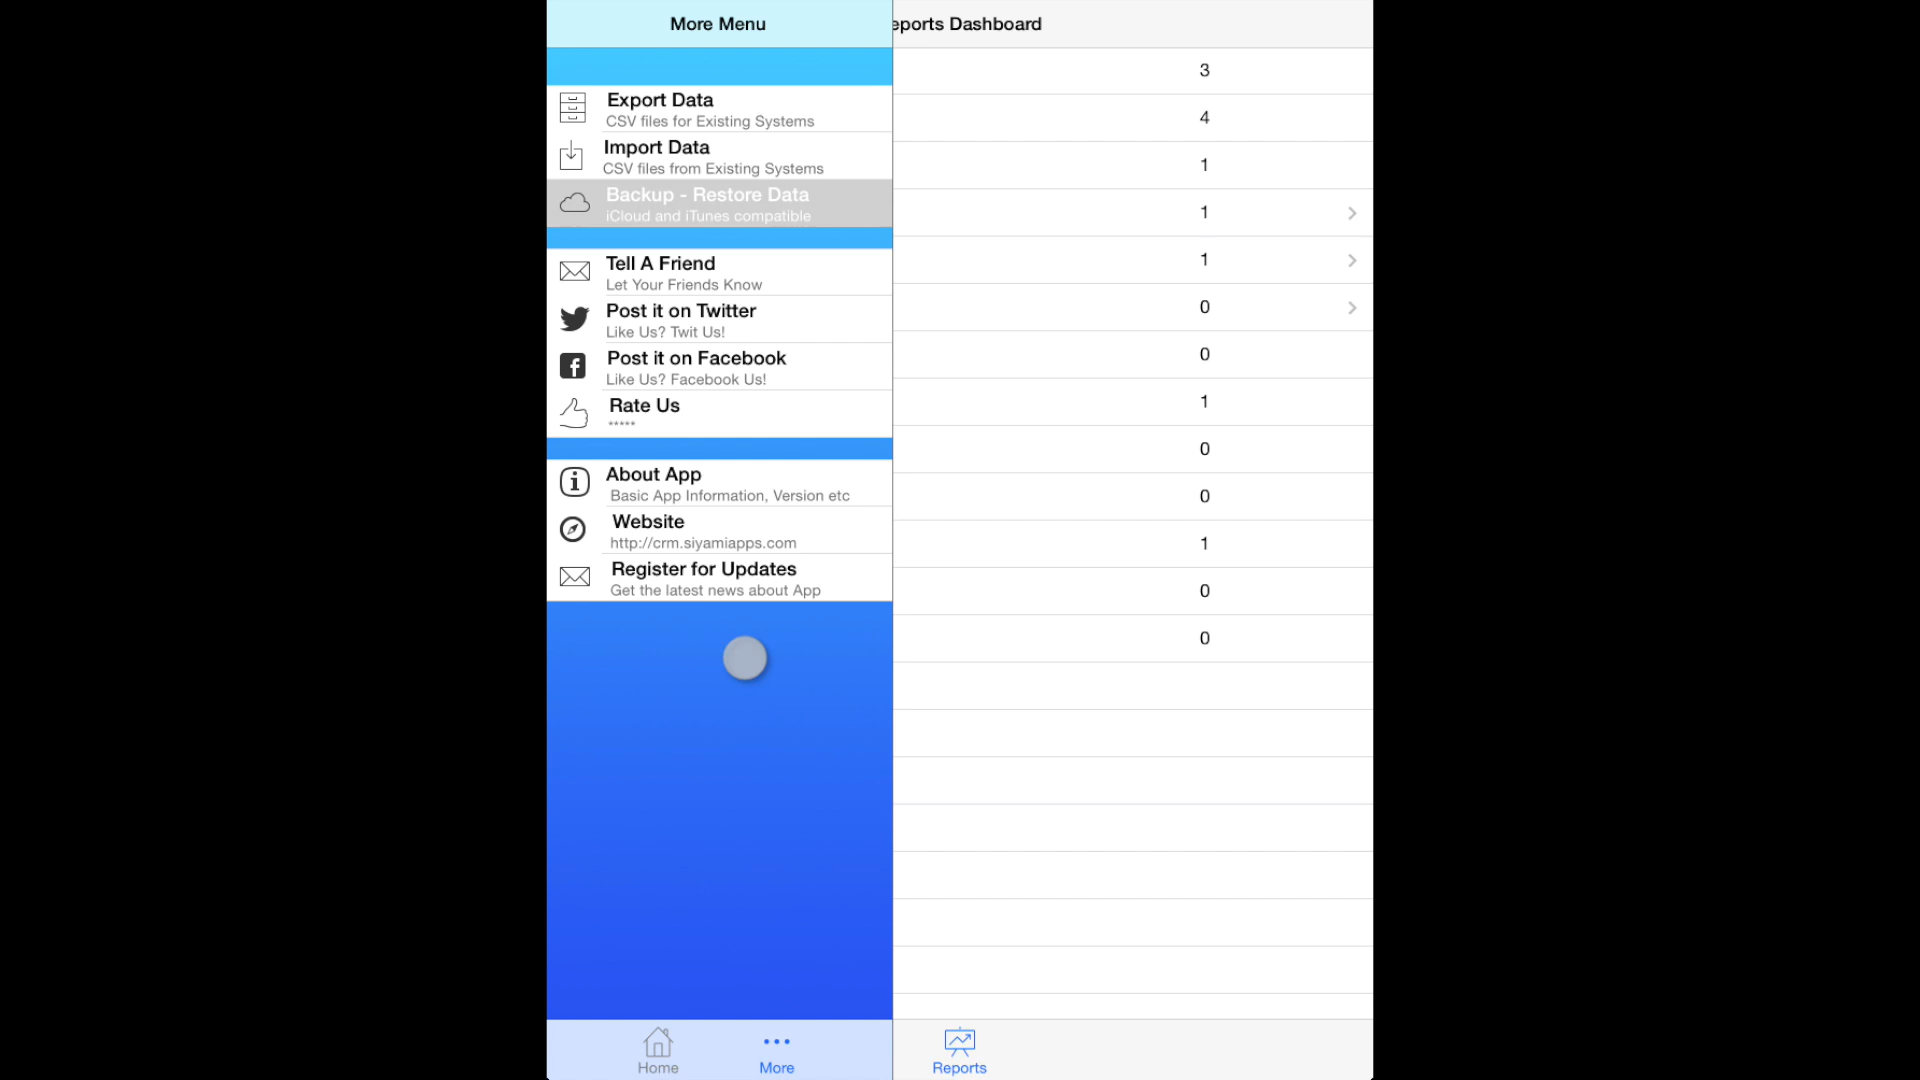 More Menu
eports Dashboard
Export Data
CSV files for Existing Systems
Import Data
CSV files from Existing Systems
Backup - Restore Data
iCloud and iTunes compatible
Tell A Friend
Let Your Friends Know
Post it on Twitter
Like Us? Twit Us!
Post it on Facebook
Like Us? Facebook Us!
Rate Us
*****
About App
Basic App Information, Version etc
Website
http://crm.siyamiapps.com
Register for Updates
Get the latest news about App
3
4
1
1
1
0
0
1
0
0
1
0
0
Home
More
Reports